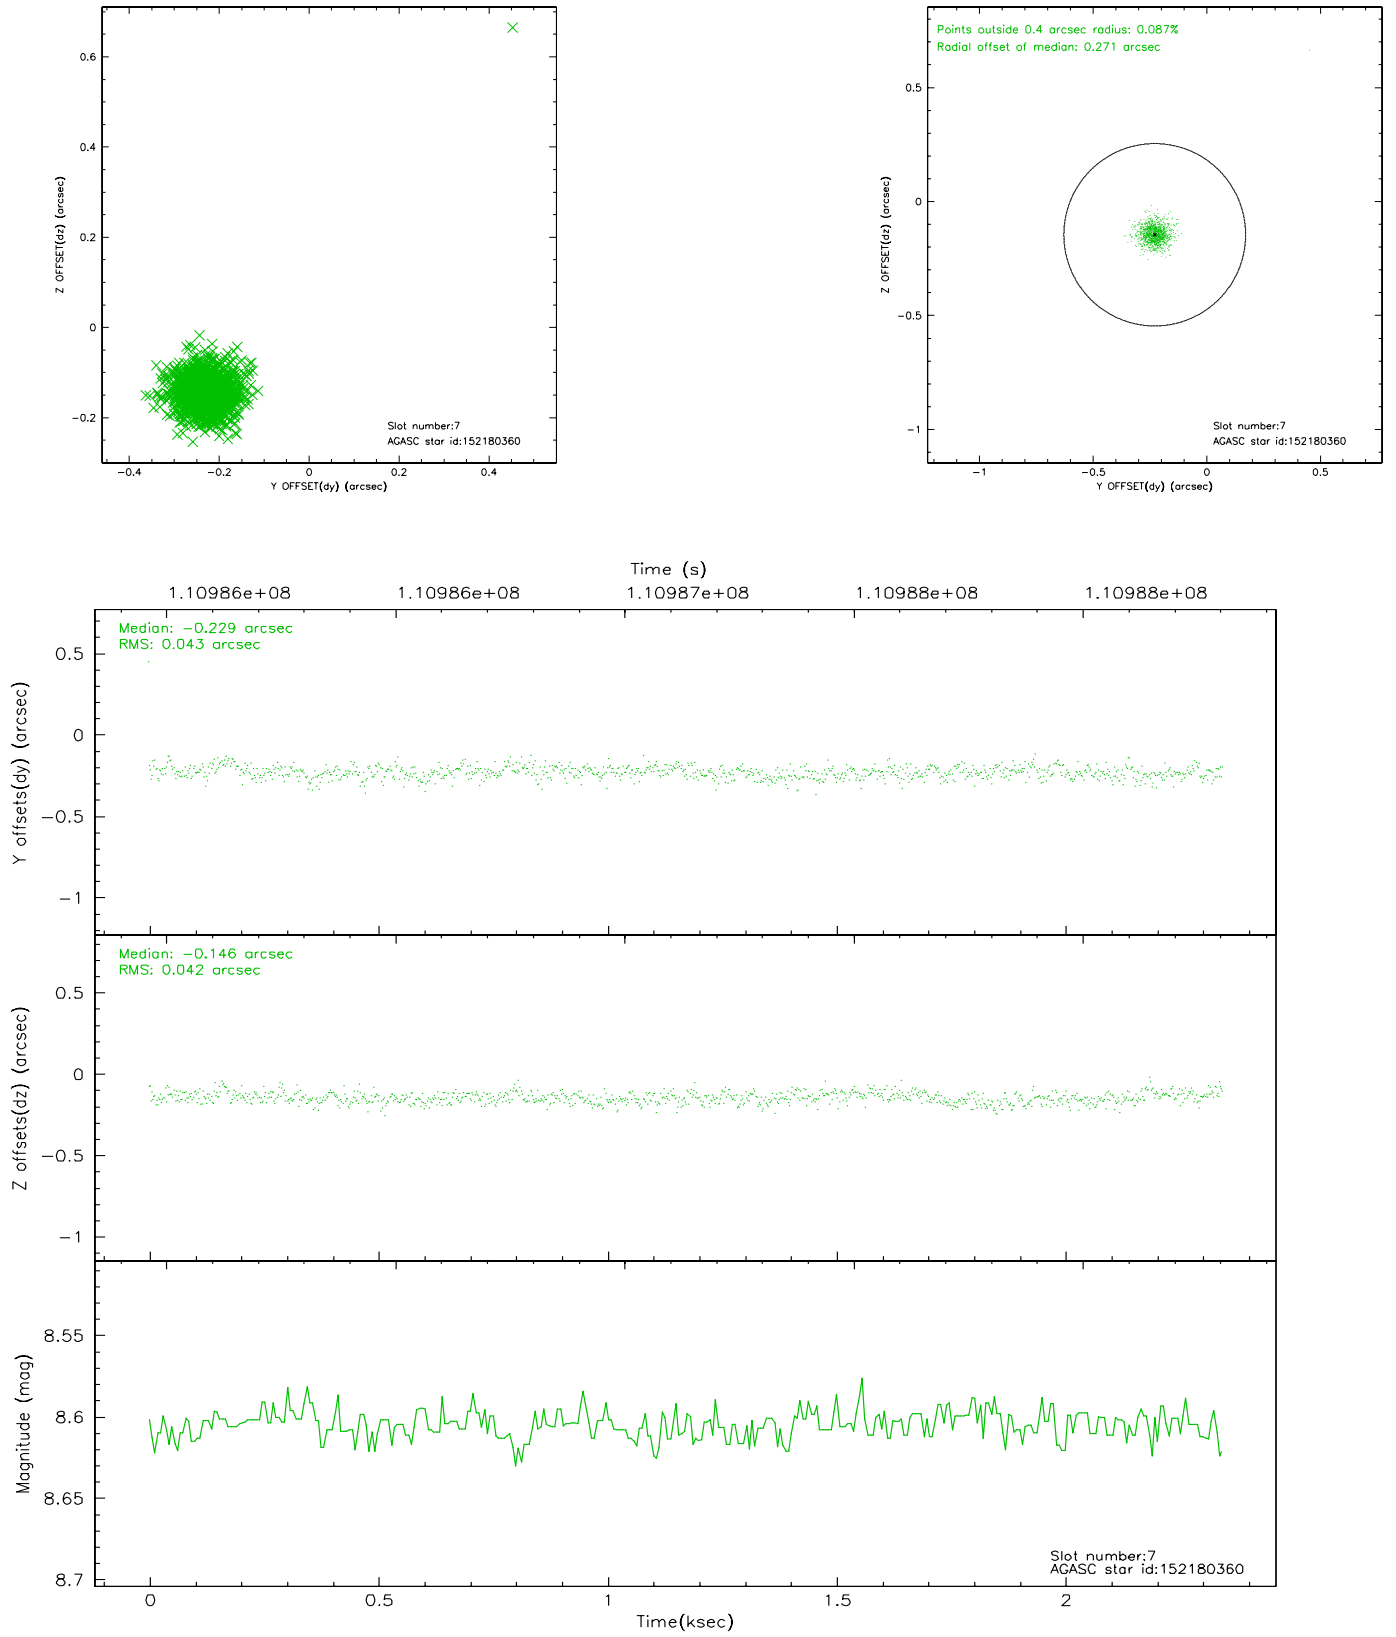 0.6
0.4
0.2
0
−0.2
Z OFFSET(dz) (arcsec)
Slot number:7
AGASC star id:152180360
−0.4 −0.2 0 0.2 0.4
Y OFFSET(dy) (arcsec)
Points outside 0.4 arcsec radius: 0.087%
Radial offset of median: 0.271 arcsec
0.5
0
−0.5
−1
Z OFFSET(dz) (arcsec)
Slot number:7
AGASC star id:152180360
−1 −0.5 0 0.5
Y OFFSET(dy) (arcsec)
Time (s)
1.10986e+08 1.10986e+08 1.10987e+08 1.10988e+08 1.10988e+08
Median: −0.229 arcsec
RMS: 0.043 arcsec
0.5
0
−0.5
−1
Y offsets(dy) (arcsec)
Median: −0.146 arcsec
RMS: 0.042 arcsec
0.5
0
−0.5
−1
Z offsets(dz) (arcsec)
8.55
8.6
8.65
8.7
Magnitude (mag)
Slot number:7
AGASC star id:152180360
0 0.5 1 1.5 2
Time(ksec)